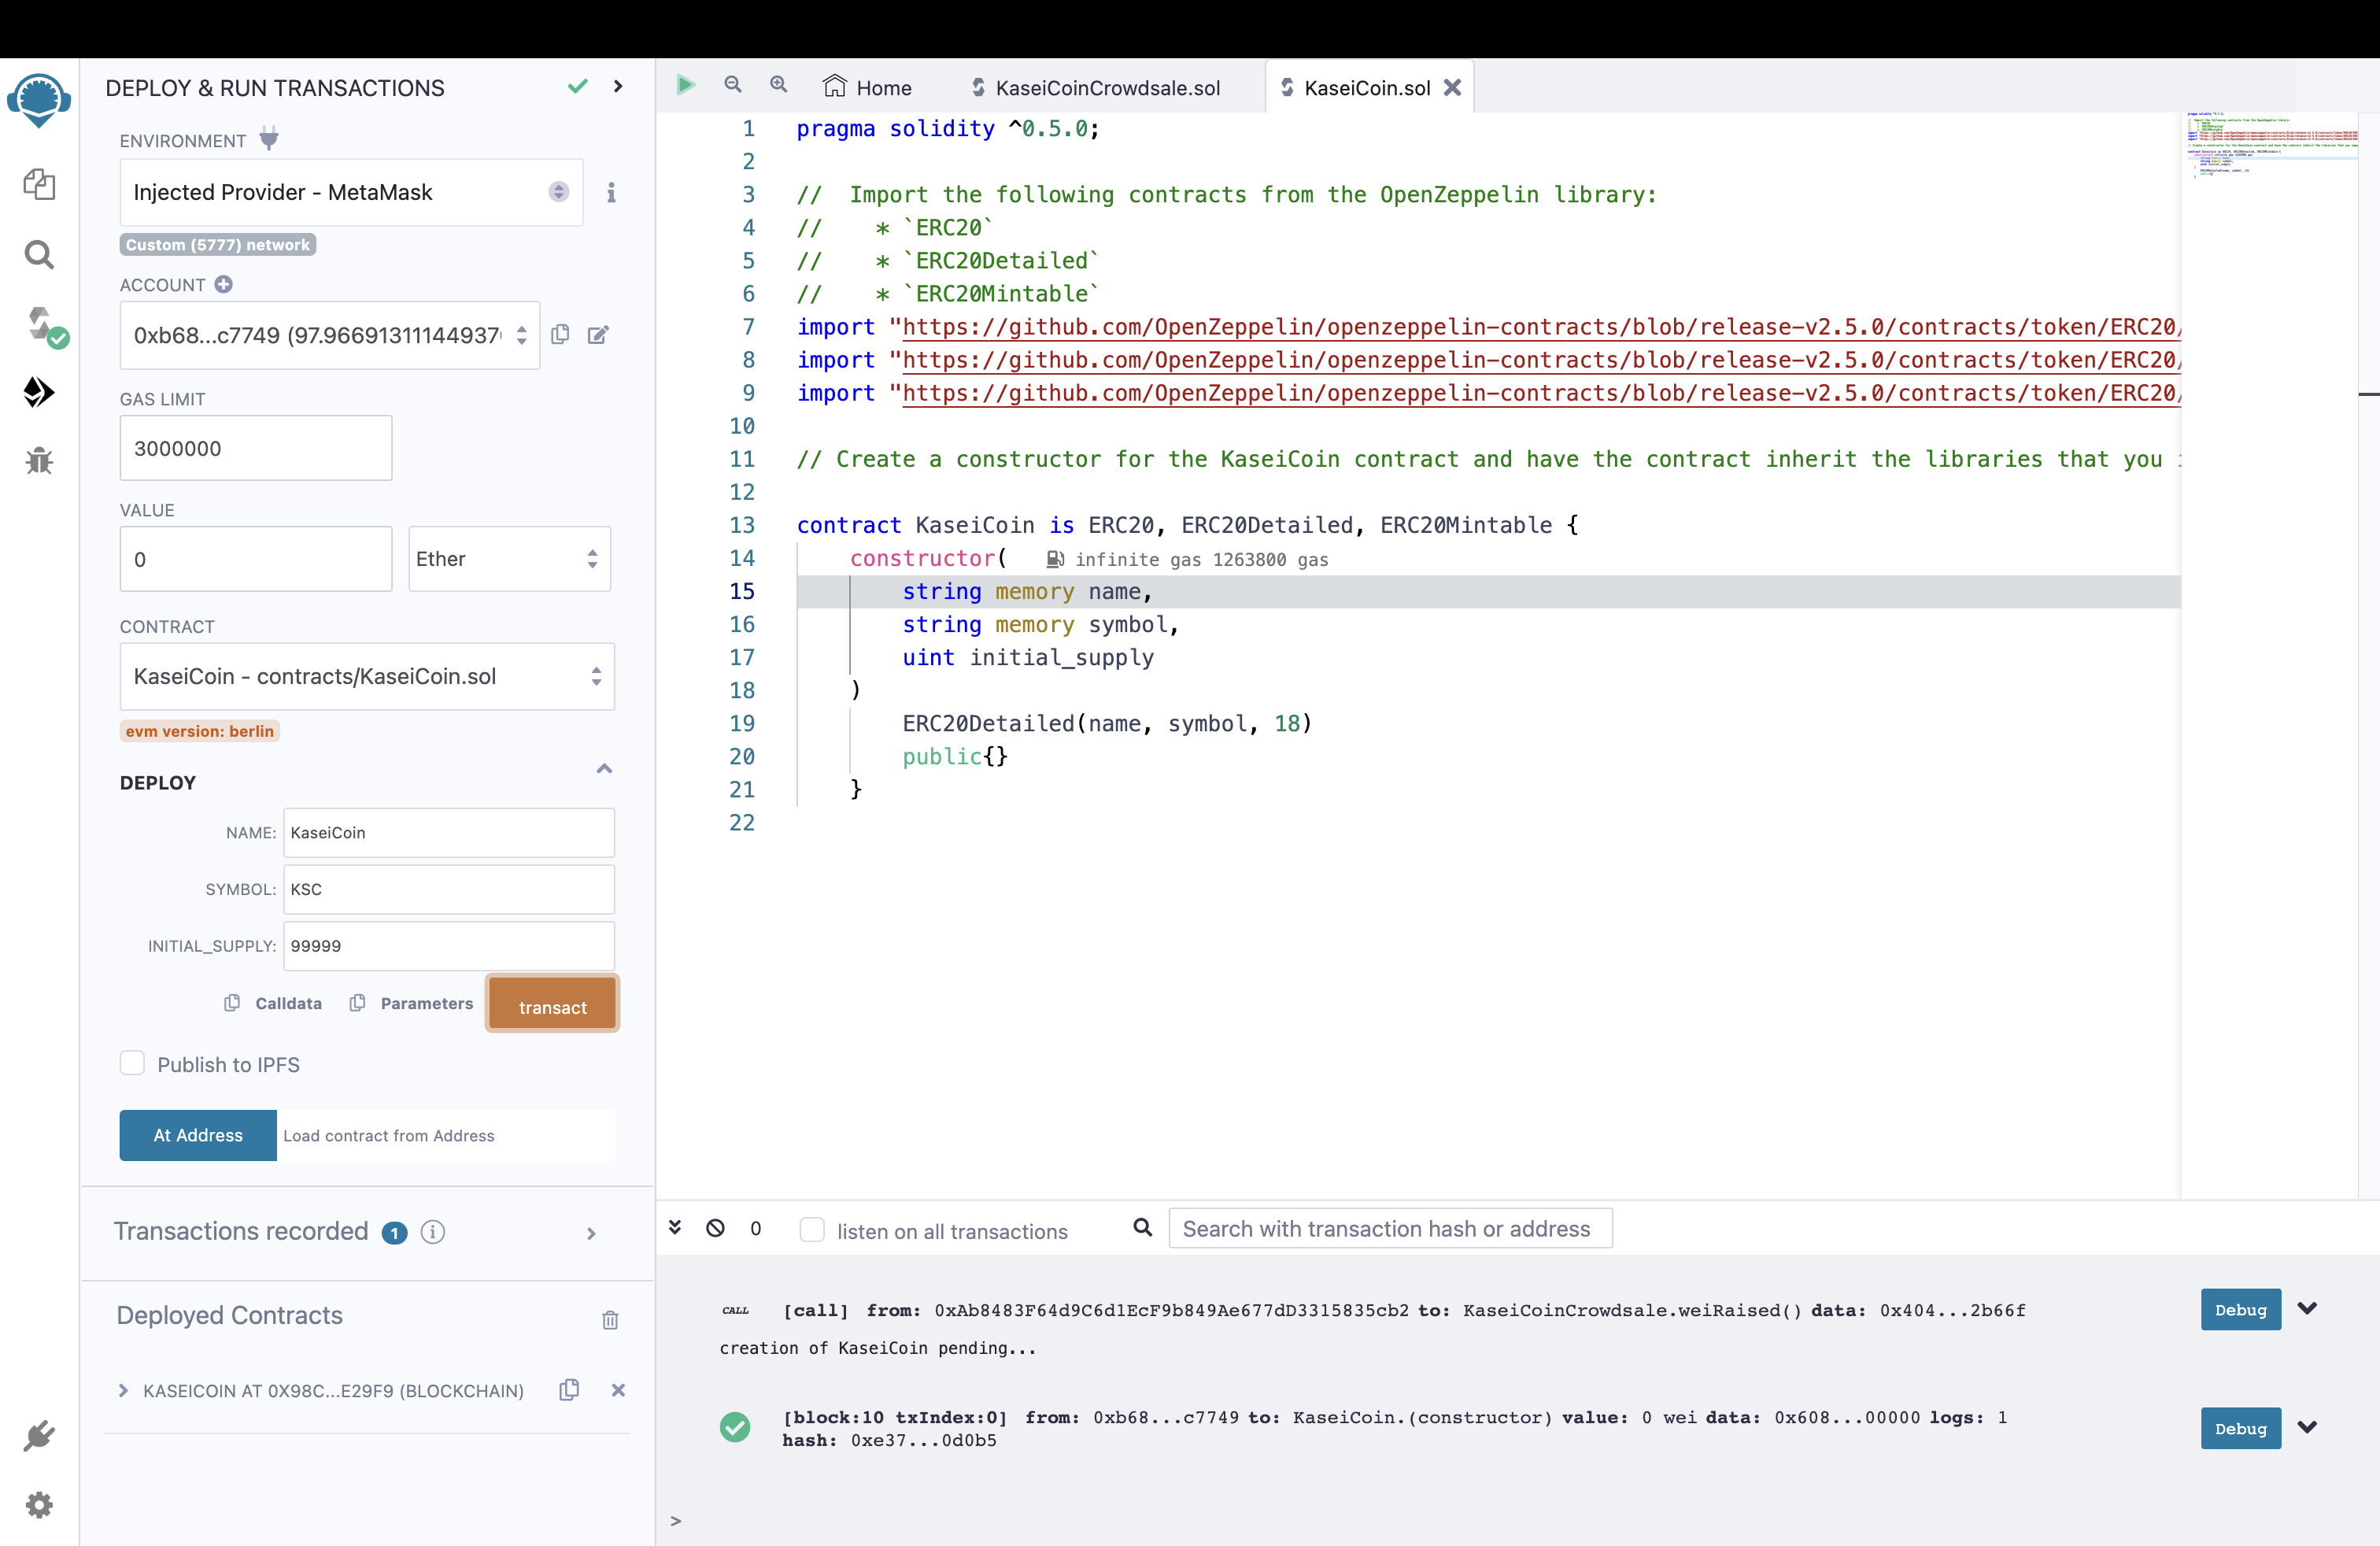 DEPLOY & RUN TRANSACTIONS
ENVIRONMENT
Injected Provider - MetaMask
Custom (5777) network
ACCOUNT
0xb68...c7749 (97.96691311144937
GAS LIMIT
3000000
VALUE
0
Ether
CONTRACT
KaseiCoin - contracts/KaseiCoin.sol
evm version: berlin
DEPLOY
NAME: KaseiCoin
SYMBOL: KSC
INITIAL_SUPPLY: 99999
Calldata Parameters transact
Publish to IPFS
At Address Load contract from Address
Transactions recorded 1
Deployed Contracts
KASEICOIN AT 0X98C...E29F9 (BLOCKCHAIN)
Home KaseiCoinCrowdsale.sol KaseiCoin.sol
1 pragma solidity ^0.5.0;
2
3 // Import the following contracts from the OpenZeppelin library:
4 // * `ERC20`
5 // * `ERC20Detailed`
6 // * `ERC20Mintable`
7 import "https://github.com/OpenZeppelin/openzeppelin-contracts/blob/release-v2.5.0/contracts/token/ERC20/
8 import "https://github.com/OpenZeppelin/openzeppelin-contracts/blob/release-v2.5.0/contracts/token/ERC20/
9 import "https://github.com/OpenZeppelin/openzeppelin-contracts/blob/release-v2.5.0/contracts/token/ERC20/
10
11 // Create a constructor for the KaseiCoin contract and have the contract inherit the libraries that you
12
13 contract KaseiCoin is ERC20, ERC20Detailed, ERC20Mintable {
14 constructor( infinite gas 1263800 gas
15 string memory name,
16 string memory symbol,
17 uint initial_supply
18 )
19 ERC20Detailed(name, symbol, 18)
20 public{}
21 }
22
0 listen on all transactions Search with transaction hash or address
CALL [call] from: 0xAb8483F64d9C6d1EcF9b849Ae677dD3315835cb2 to: KaseiCoinCrowdsale.weiRaised() data: 0x404...2b66f Debug
creation of KaseiCoin pending...
[block:10 txIndex:0] from: 0xb68...c7749 to: KaseiCoin.(constructor) value: 0 wei data: 0x608...00000 logs: 1 Debug
hash: 0xe37...0d0b5
>